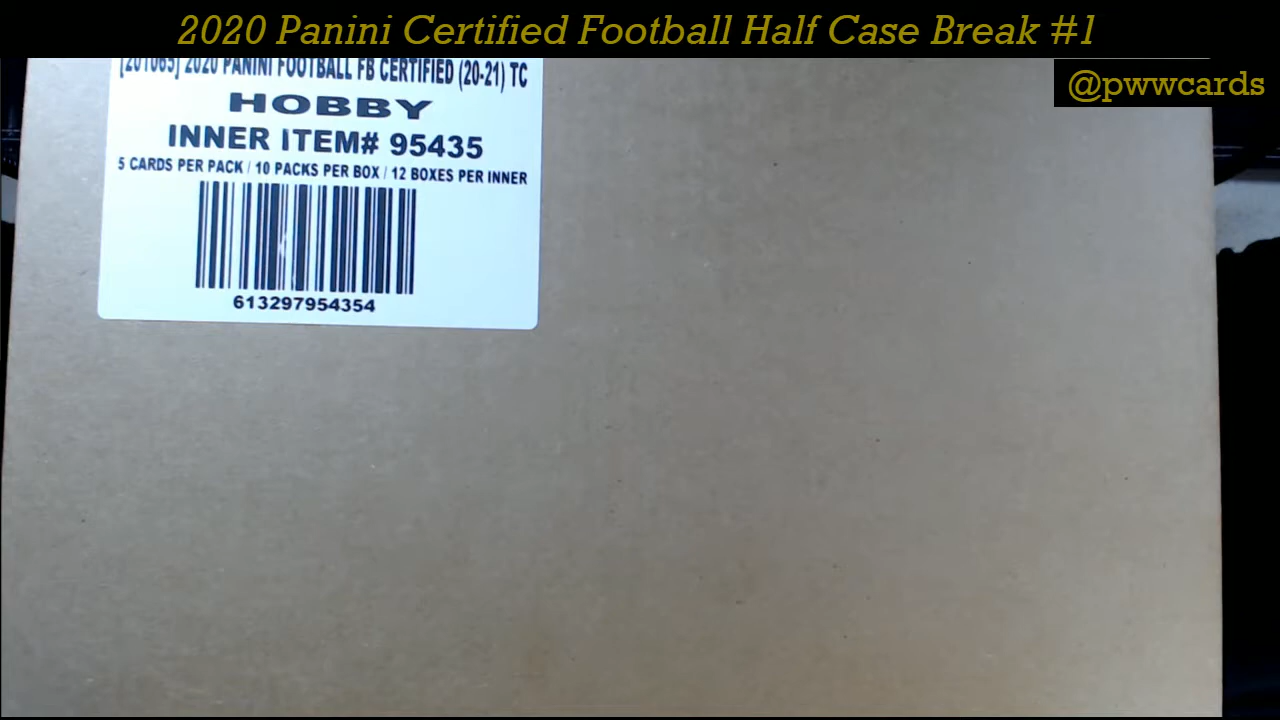 2020 Panini Certified Football Half Case Break #1
@pwwcards
[201065] 2020 PANINI FOOTBALL FB CERTIFIED (20-21) TC
HOBBY
INNER ITEM# 95435
5 CARDS PER PACK / 10 PACKS PER BOX / 12 BOXES PER INNER
613297954354